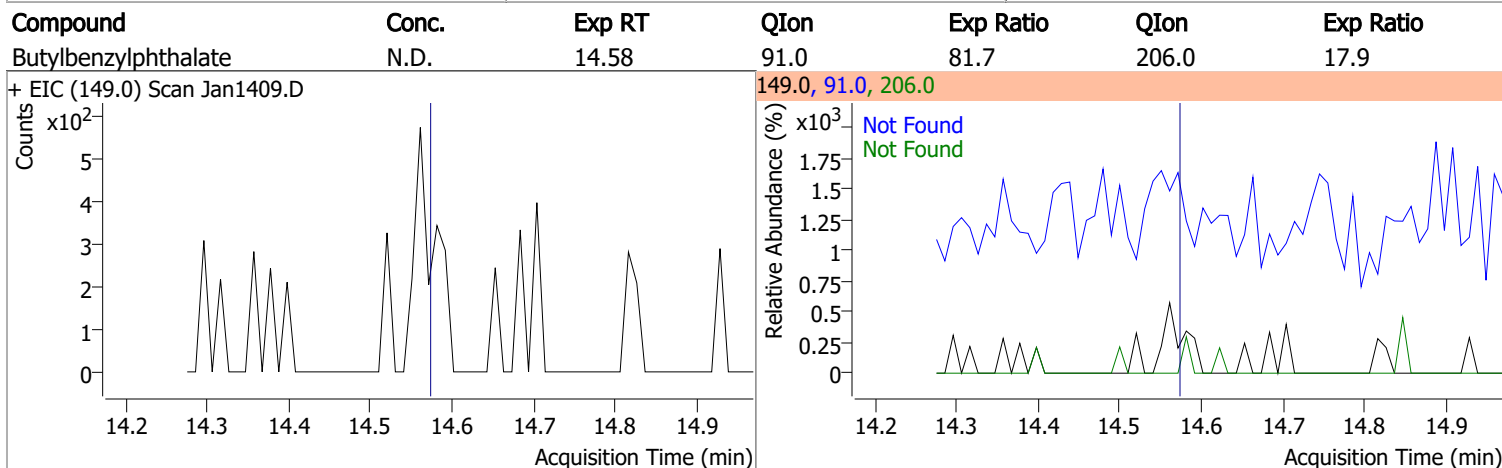 Compound Conc. Exp RT QIon Exp Ratio QIon Exp Ratio
Butylbenzylphthalate N.D. 14.58 91.0 81.7 206.0 17.9
+ EIC (149.0) Scan Jan1409.D
Counts
x10²
5
4
3
2
1
0
14.2 14.3 14.4 14.5 14.6 14.7 14.8 14.9
Acquisition Time (min)
149.0, 91.0, 206.0
Relative Abundance (%)
x10³
Not Found
Not Found
1.75
1.5
1.25
1
0.75
0.5
0.25
0
14.2 14.3 14.4 14.5 14.6 14.7 14.8 14.9
Acquisition Time (min)